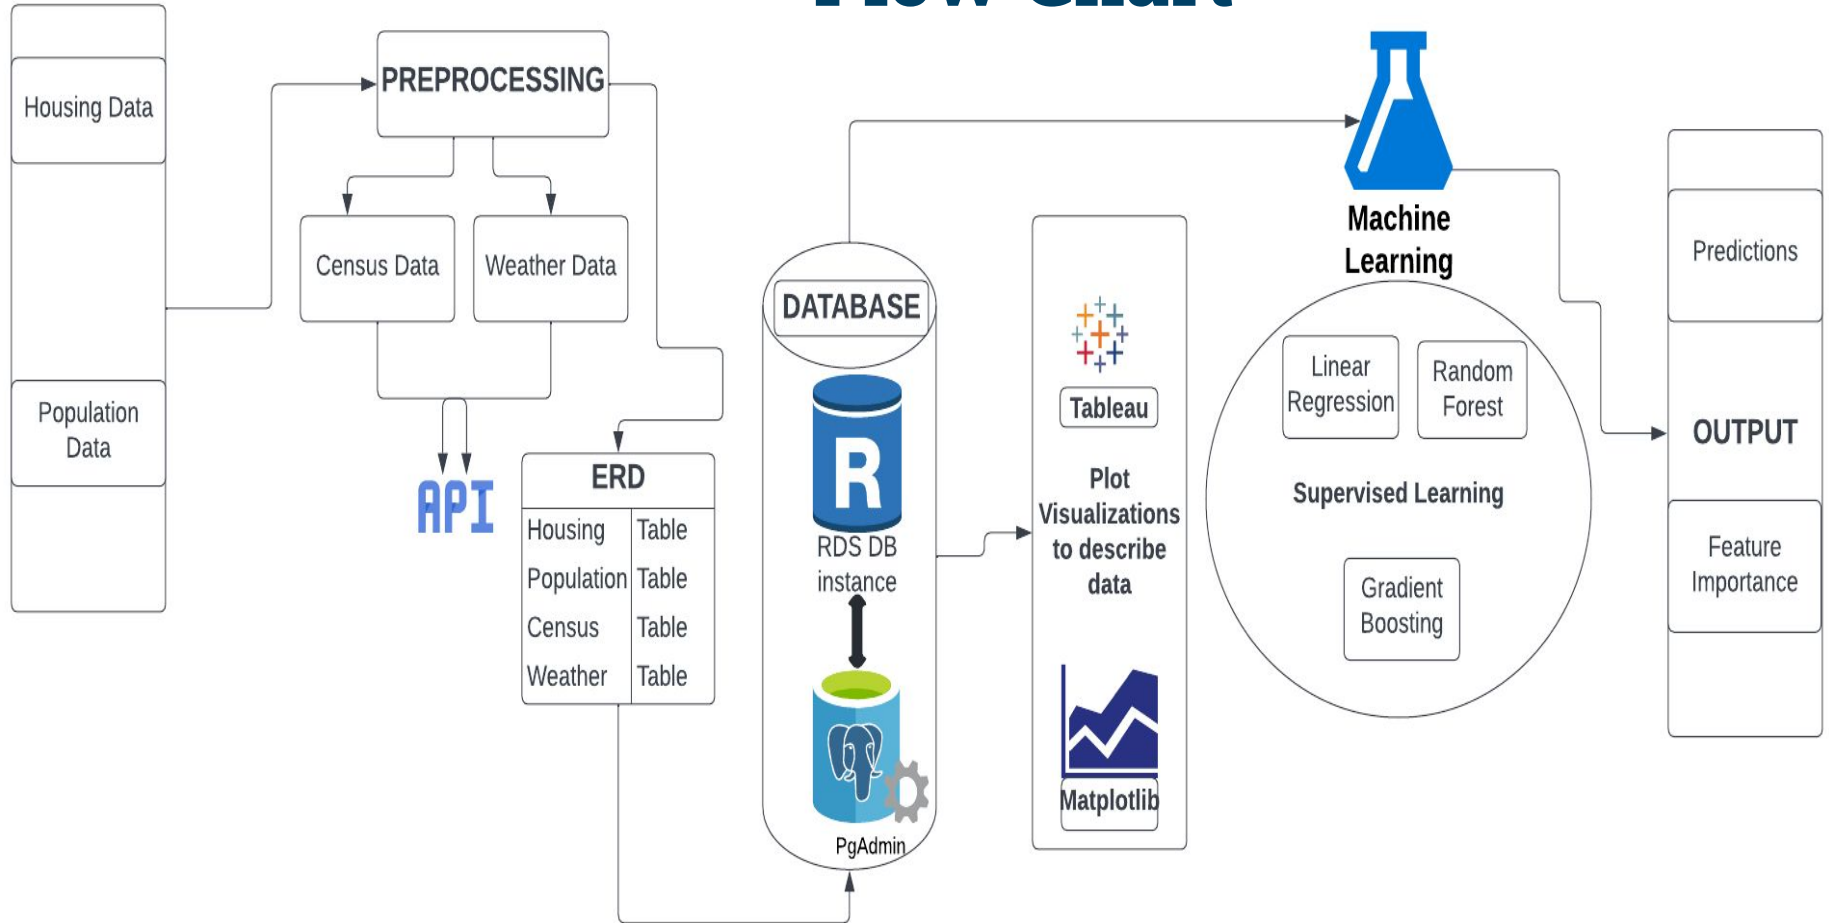 Flow Chart
Housing Data
Population
Data
PREPROCESSING
Census Data
Weather Data
API
ERD
Housing Table
Population Table
Census Table
Weather Table
DATABASE
R
RDS DB
instance
PgAdmin
Tableau
Plot
Visualizations
to describe
data
Matplotlib
Machine
Learning
Linear
Regression
Random
Forest
Supervised Learning
Gradient
Boosting
Predictions
OUTPUT
Feature
Importance